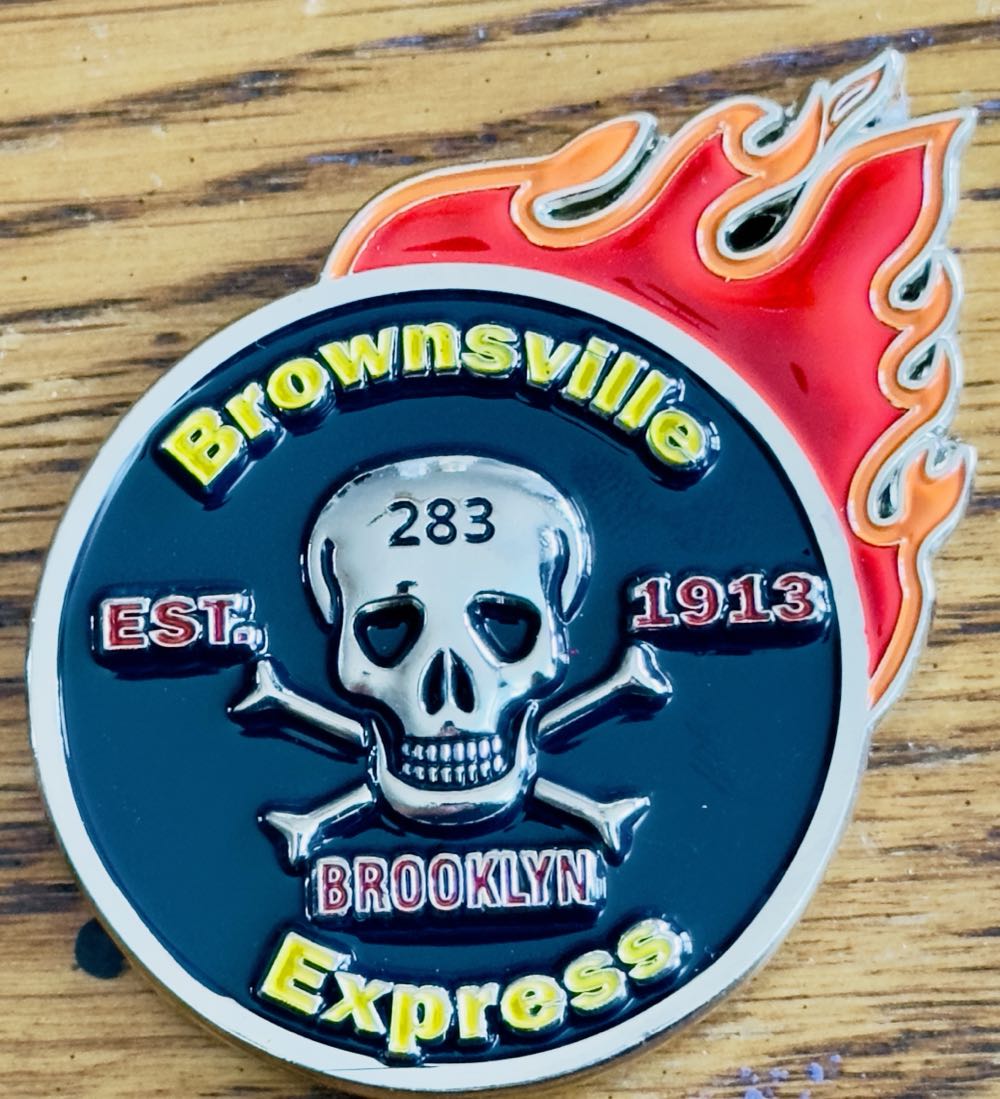 Brownsville
283
EST. 1913
BROOKLYN
Express